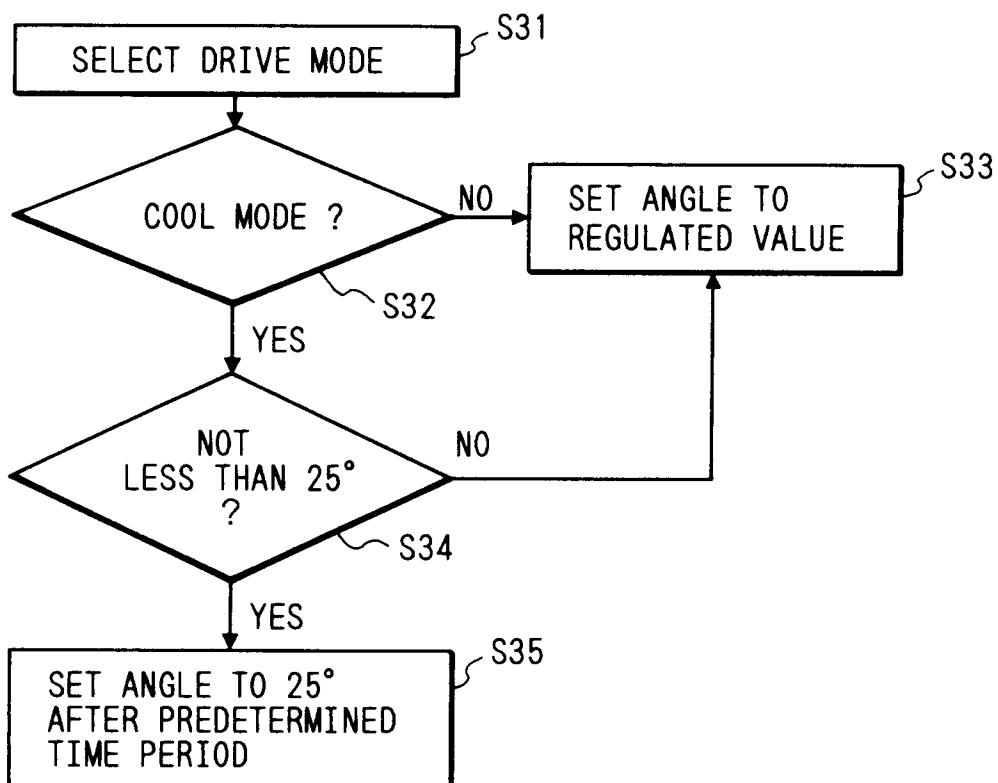 S31
SELECT DRIVE MODE
COOL MODE ?
NO
S33
SET ANGLE TO
REGULATED VALUE
S32
YES
NOT
LESS THAN 25°
?
NO
S34
YES
S35
SET ANGLE TO 25°
AFTER PREDETERMINED
TIME PERIOD